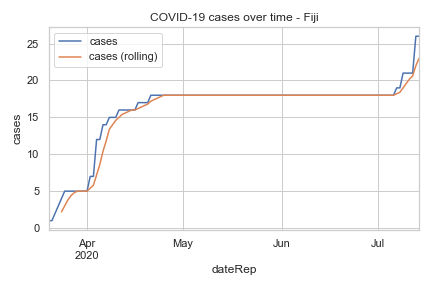 COVID-19 cases over time - Fiji
cases
cases (rolling)
25
20
15
10
5
0
cases
Apr
2020
May
Jun
Jul
dateRep